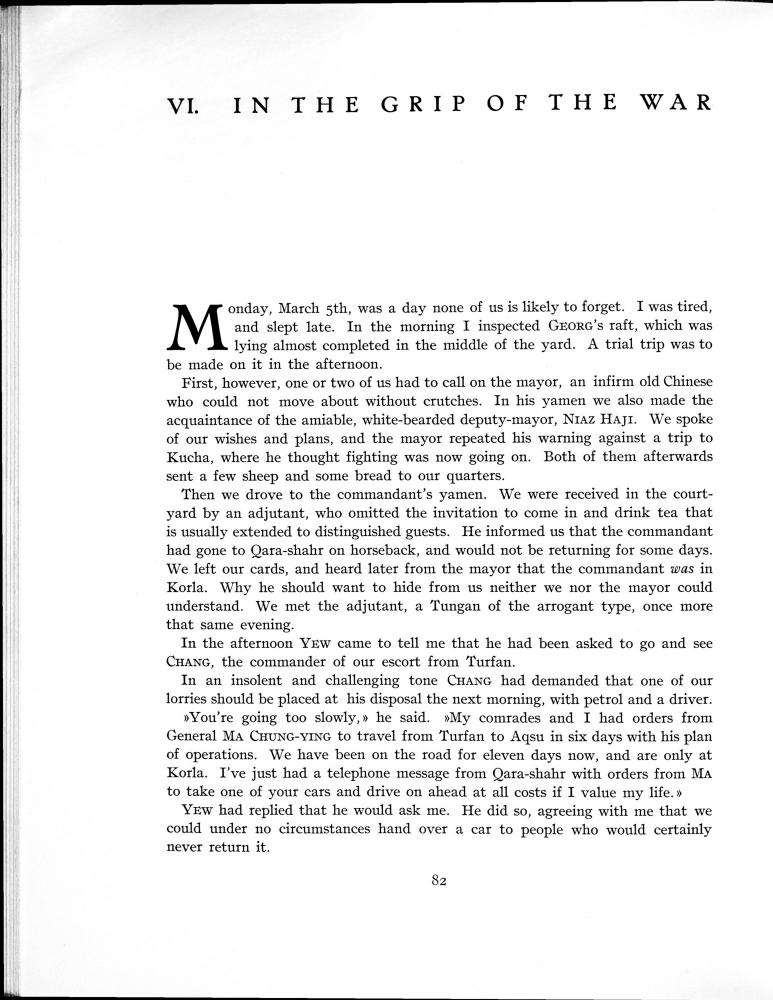 VI. IN THE GRIP OF THE WAR
Monday, March 5th, was a day none of us is likely to forget. I was tired,
and slept late. In the morning I inspected GEORG's raft, which was
lying almost completed in the middle of the yard. A trial trip was to
be made on it in the afternoon.
First, however, one or two of us had to call on the mayor, an infirm old Chinese
who could not move about without crutches. In his yamen we also made the
acquaintance of the amiable, white-bearded deputy-mayor, NIAZ HAJI. We spoke
of our wishes and plans, and the mayor repeated his warning against a trip to
Kucha, where he thought fighting was now going on. Both of them afterwards
sent a few sheep and some bread to our quarters.
Then we drove to the commandant's yamen. We were received in the court-
yard by an adjutant, who omitted the invitation to come in and drink tea that
is usually extended to distinguished guests. He informed us that the commandant
had gone to Qara-shahr on horseback, and would not be returning for some days.
We left our cards, and heard later from the mayor that the commandant was in
Korla. Why he should want to hide from us neither we nor the mayor could
understand. We met the adjutant, a Tungan of the arrogant type, once more
that same evening.
In the afternoon YEW came to tell me that he had been asked to go and see
CHANG, the commander of our escort from Turfan.
In an insolent and challenging tone CHANG had demanded that one of our
lorries should be placed at his disposal the next morning, with petrol and a driver.
»You're going too slowly,» he said. »My comrades and I had orders from
General MA CHUNG-YING to travel from Turfan to Aqsu in six days with his plan
of operations. We have been on the road for eleven days now, and are only at
Korla. I've just had a telephone message from Qara-shahr with orders from MA
to take one of your cars and drive on ahead at all costs if I value my life.»
YEW had replied that he would ask me. He did so, agreeing with me that we
could under no circumstances hand over a car to people who would certainly
never return it.
82